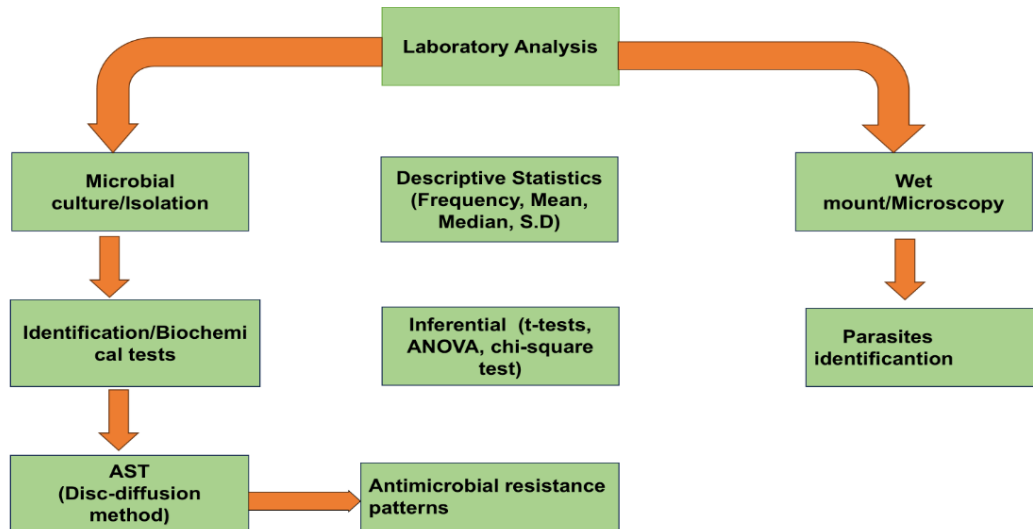 Laboratory Analysis
Microbial
culture/Isolation
Descriptive Statistics
(Frequency, Mean,
Median, S.D)
Wet
mount/Microscopy
Identification/Biochemi
cal tests
Inferential (t-tests,
ANOVA, chi-square
test)
Parasites
identificantion
AST
(Disc-diffusion
method)
Antimicrobial resistance
patterns